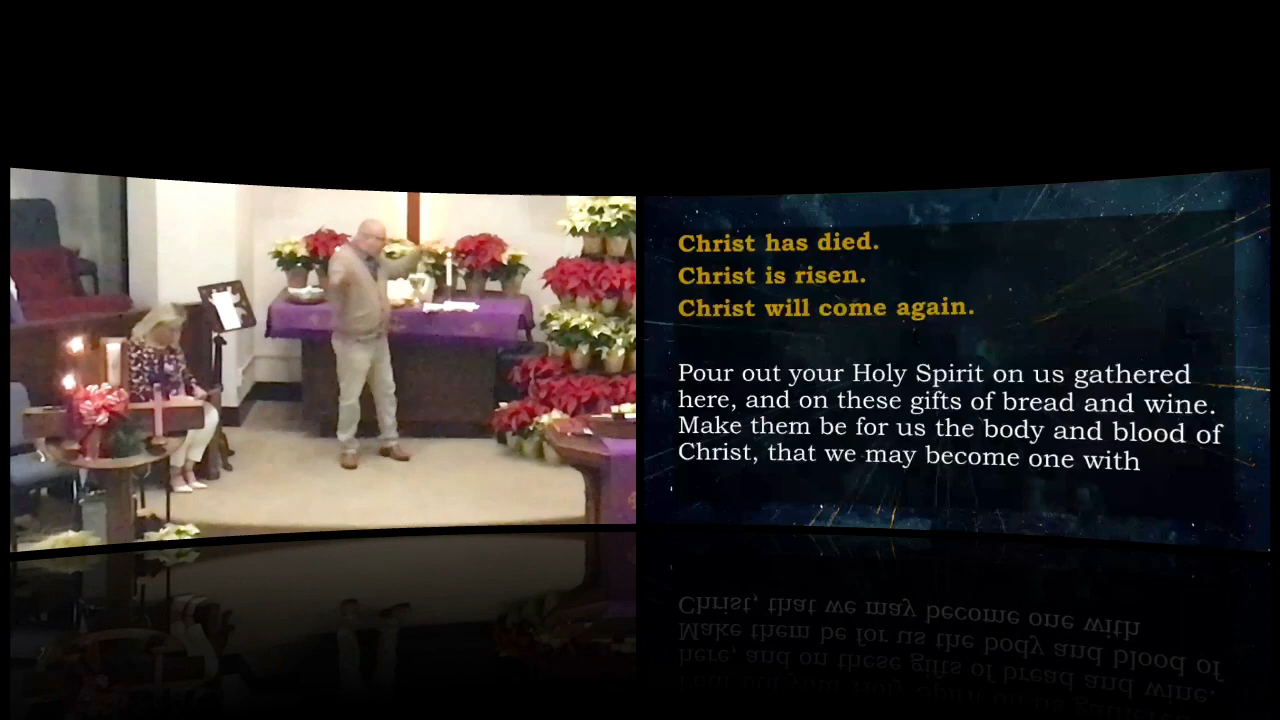 Christ has died.
Christ is risen.
Christ will come again.
Pour out your Holy Spirit on us gathered
here, and on these gifts of bread and wine.
Make them be for us the body and blood of
Christ, that we may become one with